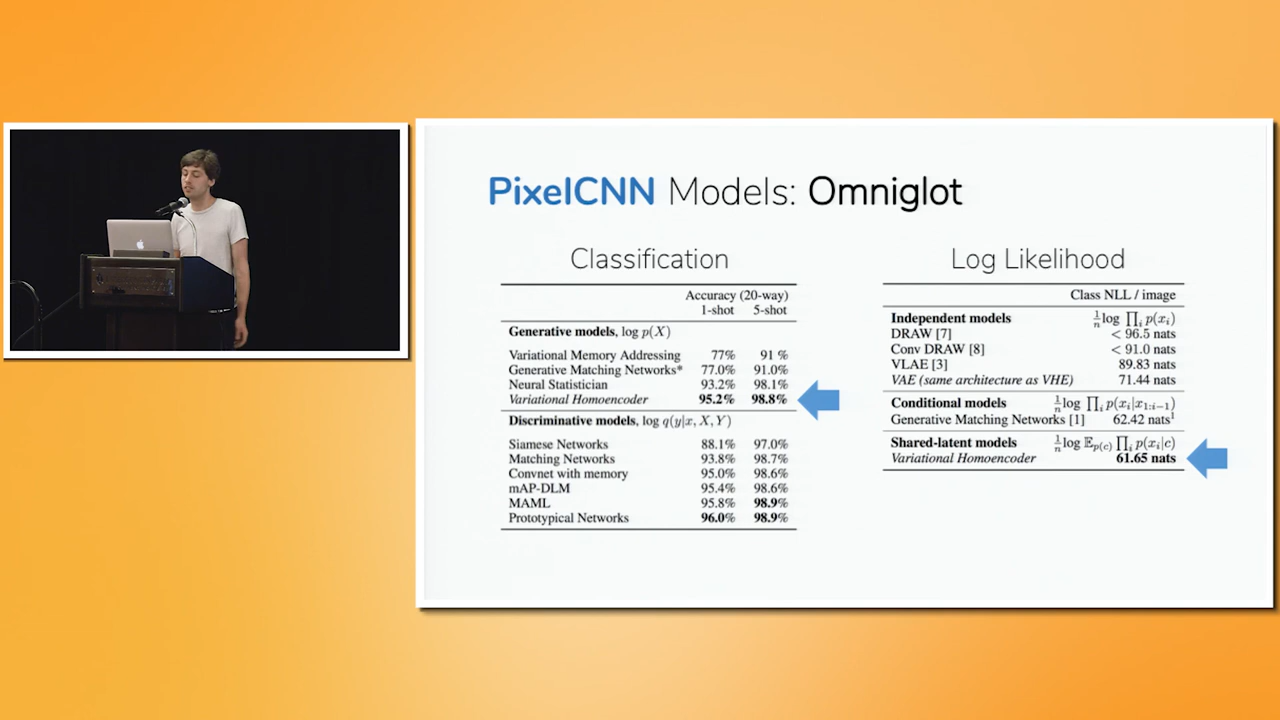 PixelCNN Models: Omniglot
Classification
Accuracy (20-way)
1-shot 5-shot
Generative models, log p(X)
Variational Memory Addressing 77% 91 %
Generative Matching Networks* 77.0% 91.0%
Neural Statistician 93.2% 98.1%
Variational Homoencoder 95.2% 98.8%
Discriminative models, log q(y|x, X, Y)
Siamese Networks 88.1% 97.0%
Matching Networks 93.8% 98.7%
Convnet with memory 95.0% 98.6%
mAP-DLM 95.4% 98.6%
MAML 95.8% 98.9%
Prototypical Networks 96.0% 98.9%
Log Likelihood
Class NLL / image
Independent models 1/n log ∏i p(xi)
DRAW [7] < 96.5 nats
Conv DRAW [8] < 91.0 nats
VLAE [3] 89.83 nats
VAE (same architecture as VHE) 71.44 nats
Conditional models 1/n log ∏i p(xi|x1:i−1)
Generative Matching Networks [1] 62.42 nats¹
Shared-latent models 1/n log 𝔼p(c) ∏i p(xi|c)
Variational Homoencoder 61.65 nats